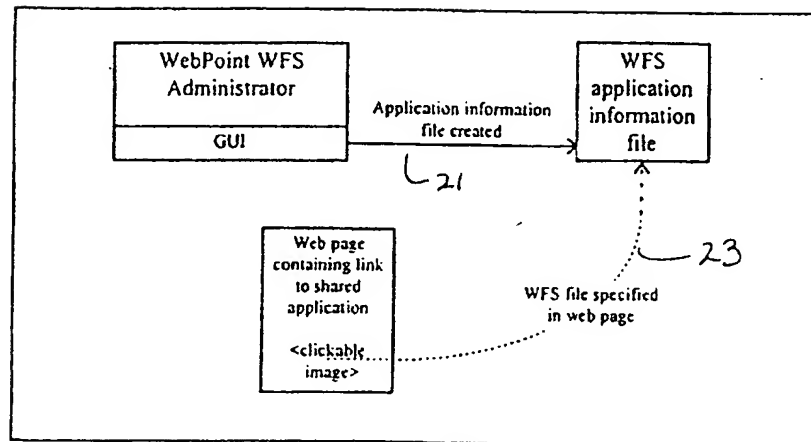 WebPoint WFS
Administrator
GUI
Application information
file created
21
WFS
application
information
file
Web page
containing link
to shared
application
<clickable
image>
23
WFS file specified
in web page